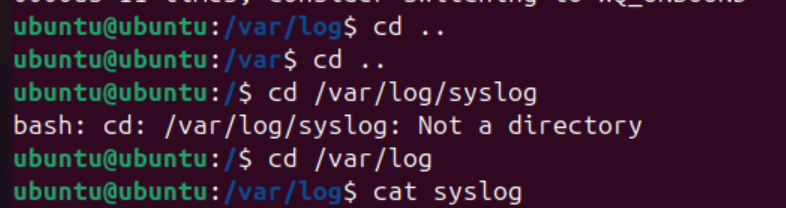 ubuntu@ubuntu:/var/log$ cd ..
ubuntu@ubuntu:/var$ cd ..
ubuntu@ubuntu:/$ cd /var/log/syslog
bash: cd: /var/log/syslog: Not a directory
ubuntu@ubuntu:/$ cd /var/log
ubuntu@ubuntu:/var/log$ cat syslog